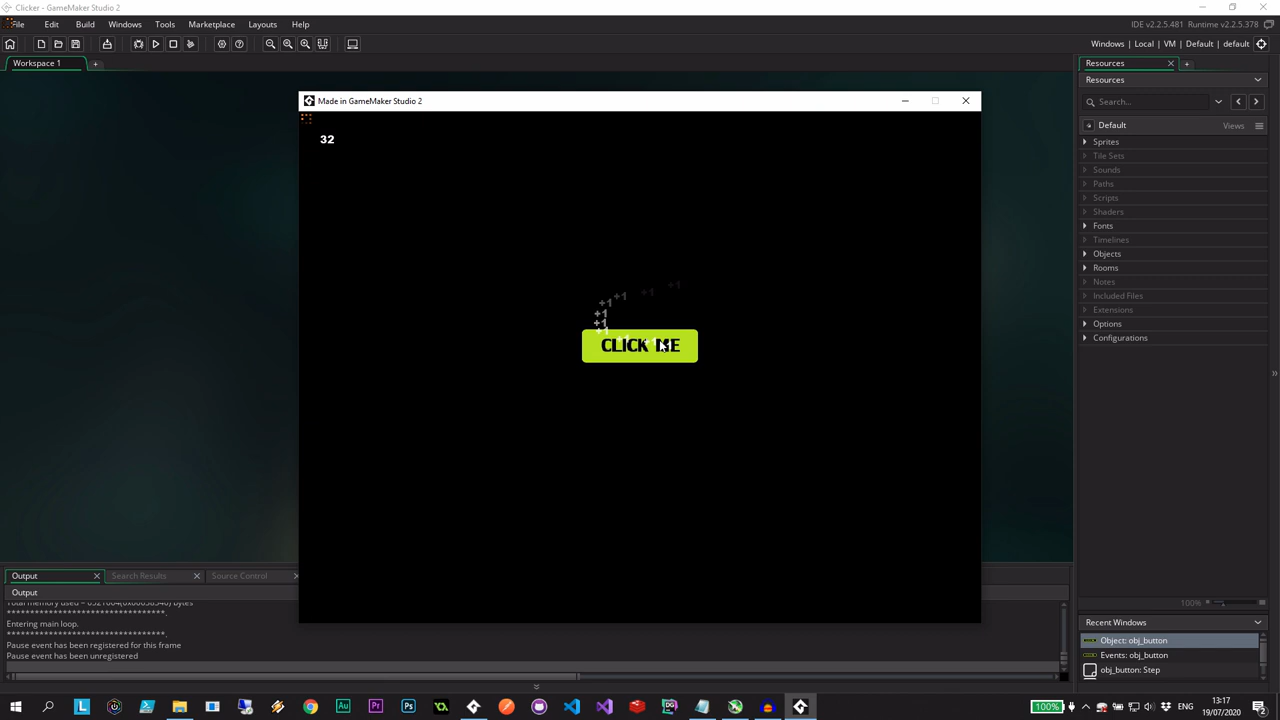 Clicker - GameMaker Studio 2
File Edit Build Windows Tools Marketplace Layouts Help
IDE v2.2.5.481 Runtime v2.2.5.378
Windows | Local | VM | Default | default
Workspace 1
Resources
Resources
Search...
Default
Views
Sprites
Tile Sets
Sounds
Paths
Scripts
Shaders
Fonts
Timelines
Objects
Rooms
Notes
Included Files
Extensions
Options
Configurations
100%
Made in GameMaker Studio 2
32
+1
+1
+1
+1
+1
+1
+1
+1
CLICK ME
Output
Search Results
Source Control
Output
**********************************.
Entering main loop.
**********************************.
Pause event has been registered for this frame
Pause event has been unregistered
Recent Windows
Object: obj_button
Events: obj_button
obj_button: Step
100%
ENG
13:17
19/07/2020